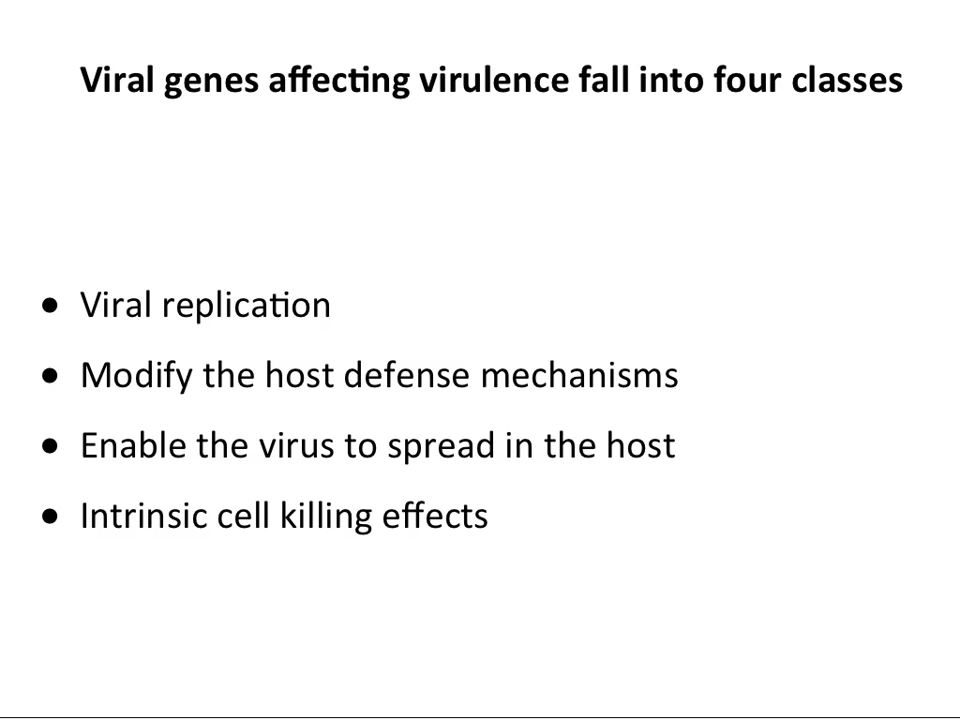 Viral genes affecting virulence fall into four classes
• Viral replication
• Modify the host defense mechanisms
• Enable the virus to spread in the host
• Intrinsic cell killing effects